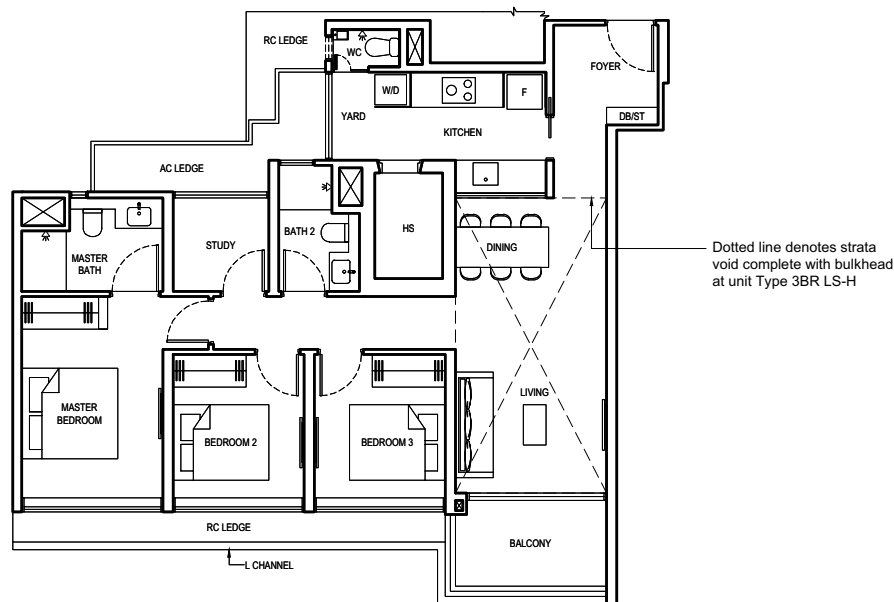 RC LEDGE
WC
FOYER
W/D
F
YARD
KITCHEN
DB/ST
AC LEDGE
STUDY
BATH 2
HS
DINING
MASTER
BATH
Dotted line denotes strata
void complete with bulkhead
at unit Type 3BR LS-H
MASTER
BEDROOM
BEDROOM 2
BEDROOM 3
LIVING
RC LEDGE
BALCONY
L CHANNEL